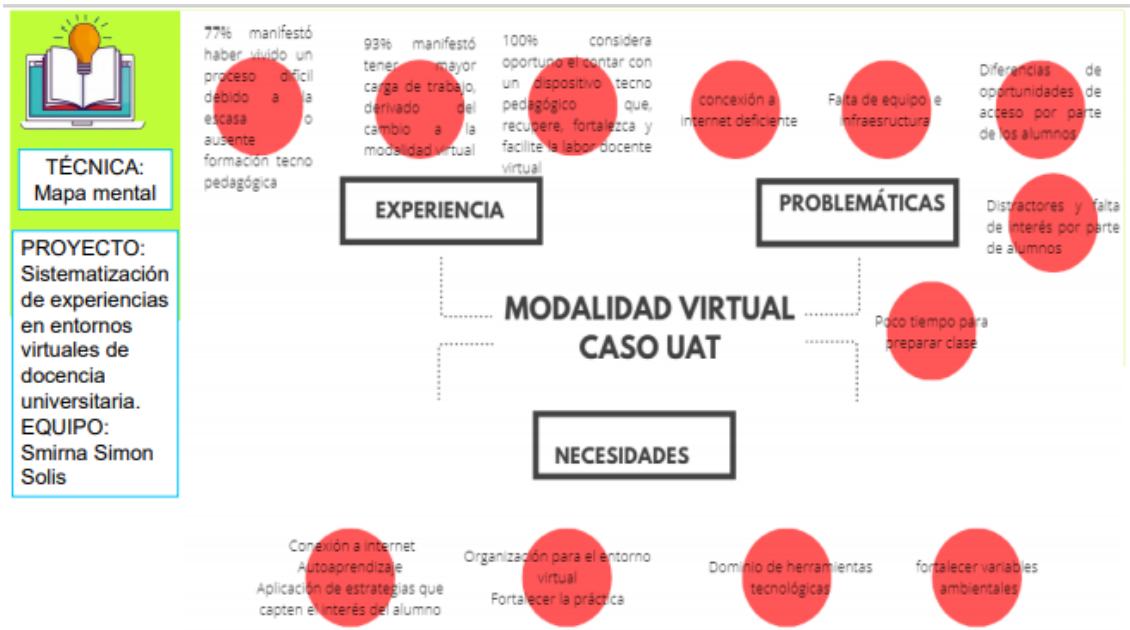 77% manifestó
haber vivido un
proceso difícil
debido a la
escasa o
ausente
formación tecno
pedagógica
93% manifestó
tener mayor
carga de trabajo,
derivado del
cambio a la
modalidad virtual
100% considera
oportuno el contar con
un dispositivo tecno
pedagógico que,
recupere, fortalezca y
facilite la labor docente
virtual
concexión a
internet deficiente
Falta de equipo e
infraesructura
Diferencias de
oportunidades de
acceso por parte
de los alumnos
TÉCNICA:
Mapa mental
EXPERIENCIA
PROBLEMÁTICAS
Distractores y falta
de interés por parte
de alumnos
PROYECTO:
Sistematización
de experiencias
en entornos
virtuales de
docencia
universitaria.
EQUIPO:
Smirna Simon
Solis
MODALIDAD VIRTUAL
CASO UAT
Poco tiempo para
preparar clase
NECESIDADES
Conexión a internet
Autoaprendizaje
Aplicación de estrategias que
capten el interés del alumno
Organización para el entorno
virtual
Fortalecer la práctica
Dominio de herramientas
tecnológicas
fortalecer variables
ambientales